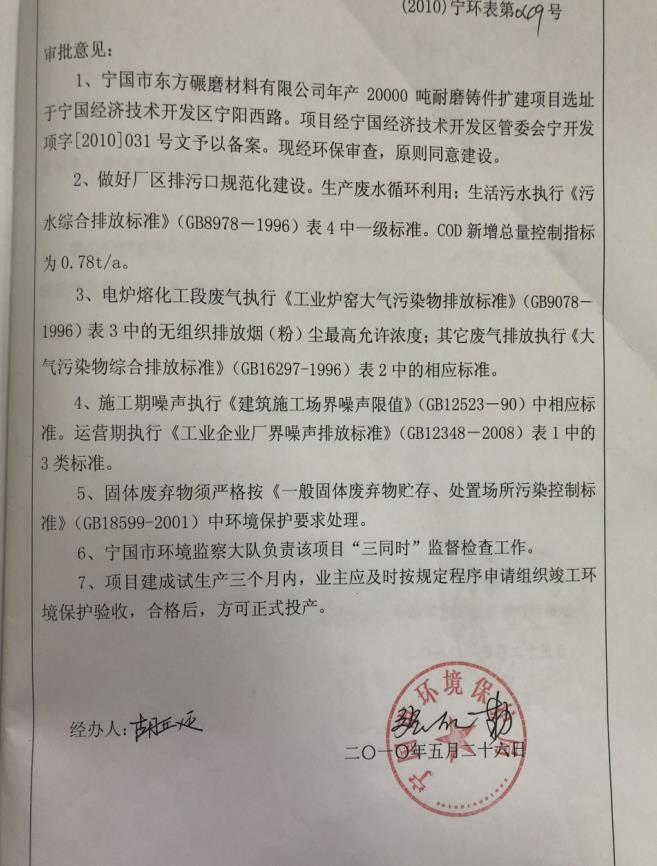 (2010)宁环表第069号
审批意见：
1、宁国市东方碾磨材料有限公司年产 20000 吨耐磨铸件扩建项目选址
于宁国经济技术开发区宁阳西路。项目经宁国经济技术开发区管委会宁开发
项字[2010]031 号文予以备案。现经环保审查，原则同意建设。
2、做好厂区排污口规范化建设。生产废水循环利用；生活污水执行《污
水综合排放标准》（GB8978－1996）表 4 中一级标准。COD 新增总量控制指标
为 0.78t/a。
3、电炉熔化工段废气执行《工业炉窑大气污染物排放标准》（GB9078－
1996）表 3 中的无组织排放烟（粉）尘最高允许浓度；其它废气排放执行《大
气污染物综合排放标准》（GB16297-1996）表 2 中的相应标准。
4、施工期噪声执行《建筑施工场界噪声限值》（GB12523－90）中相应标
准。运营期执行《工业企业厂界噪声排放标准》（GB12348－2008）表 1 中的
3 类标准。
5、固体废弃物须严格按《一般固体废弃物贮存、处置场所污染控制标
准》（GB18599-2001）中环境保护要求处理。
6、宁国市环境监察大队负责该项目“三同时”监督检查工作。
7、项目建成试生产三个月内，业主应及时按规定程序申请组织竣工环
境保护验收，合格后，方可正式投产。
宁国 环境保
经办人：胡亚廷
二〇一〇年五月二十六日